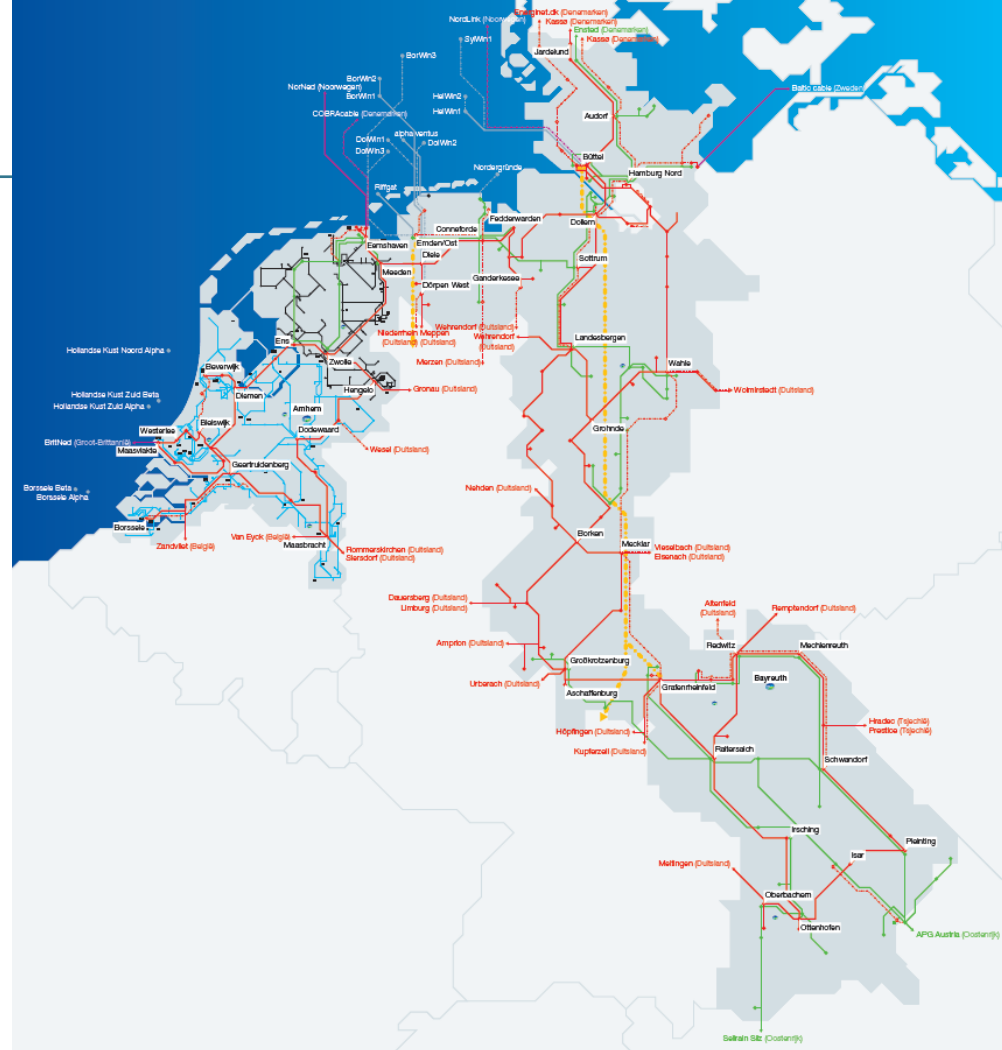 Energinet.dk (Denemarken)
NordLink (Noorwegen)
Kassø (Denemarken)
Ensted (Denemarken)
SylWin1
Kassø (Denemarken)
Jardelund
BorWin3
BorWin2
NorNed (Noorwegen)
BorWin1
HelWin2
Baltic cable (Zweden)
COBRAcable (Denemarken)
HelWin1
Audorf
alpha ventus
DolWin1
DolWin2
DolWin3
Büttel
Nordergründe
Hamburg Nord
Riffgat
Fedderwarden
Dollern
Conneforde
Eemshaven
Emden/Ost
Diele
Sottrum
Meeden
Ganderkesee
Dörpen West
Wehrendorf (Duitsland)
Niederrhein Meppen
(Duitsland) (Duitsland)
Wehrendorf
(Duitsland)
Landesbergen
Ens
Hollandse Kust Noord Alpha
Zwolle
Merzen (Duitsland)
Wahle
Beverwijk
Hengelo
Gronau (Duitsland)
Wolmirstedt (Duitsland)
Diemen
Hollandse Kust Zuid Beta
Hollandse Kust Zuid Alpha
Arnhem
Bleiswijk
Westerlee
Dodewaard
Grohnde
BritNed (Groot-Brittannië)
Maasvlakte
Wesel (Duitsland)
Geertruidenberg
Borssele Beta
Borssele Alpha
Nehden (Duitsland)
Borssele
Zandvliet (België)
Van Eyck (België)
Maasbracht
Rommerskirchen (Duitsland)
Siersdorf (Duitsland)
Borken
Mecklar
Vieselbach (Duitsland)
Eisenach (Duitsland)
Dauersberg (Duitsland)
Limburg (Duitsland)
Altenfeld
(Duitsland)
Remptendorf (Duitsland)
Amprion (Duitsland)
Redwitz
Mechlenreuth
Großkrotzenburg
Urberach (Duitsland)
Bayreuth
Aschaffenburg
Grafenrheinfeld
Höpfingen (Duitsland)
Hradec (Tsjechië)
Prestice (Tsjechië)
Kupferzell (Duitsland)
Raitersaich
Schwandorf
Irsching
Pleinting
Isar
Meitingen (Duitsland)
Oberbachern
Ottenhofen
APG Austria (Oostenrijk)
Sellrain Silz (Oostenrijk)